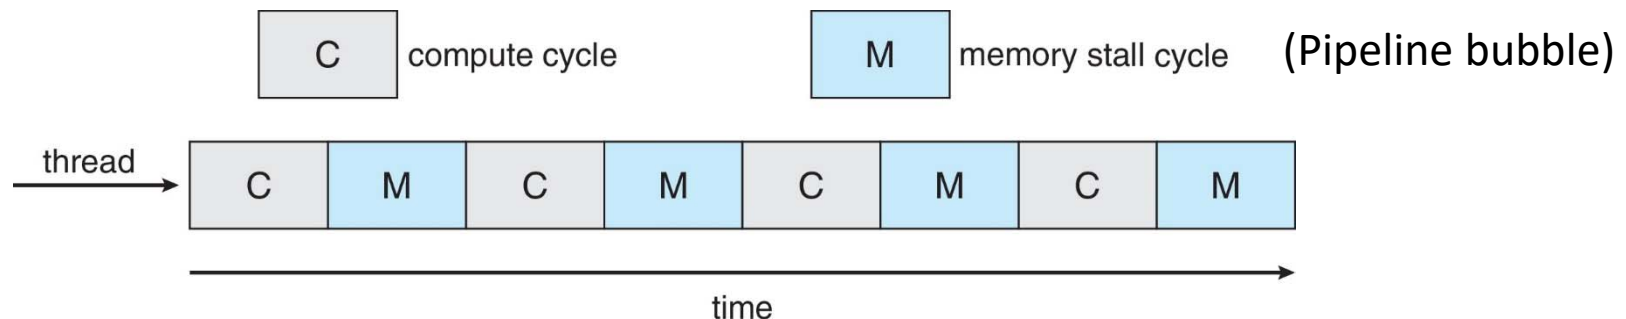 C compute cycle M memory stall cycle (Pipeline bubble)
thread
C M C M C M C M
time